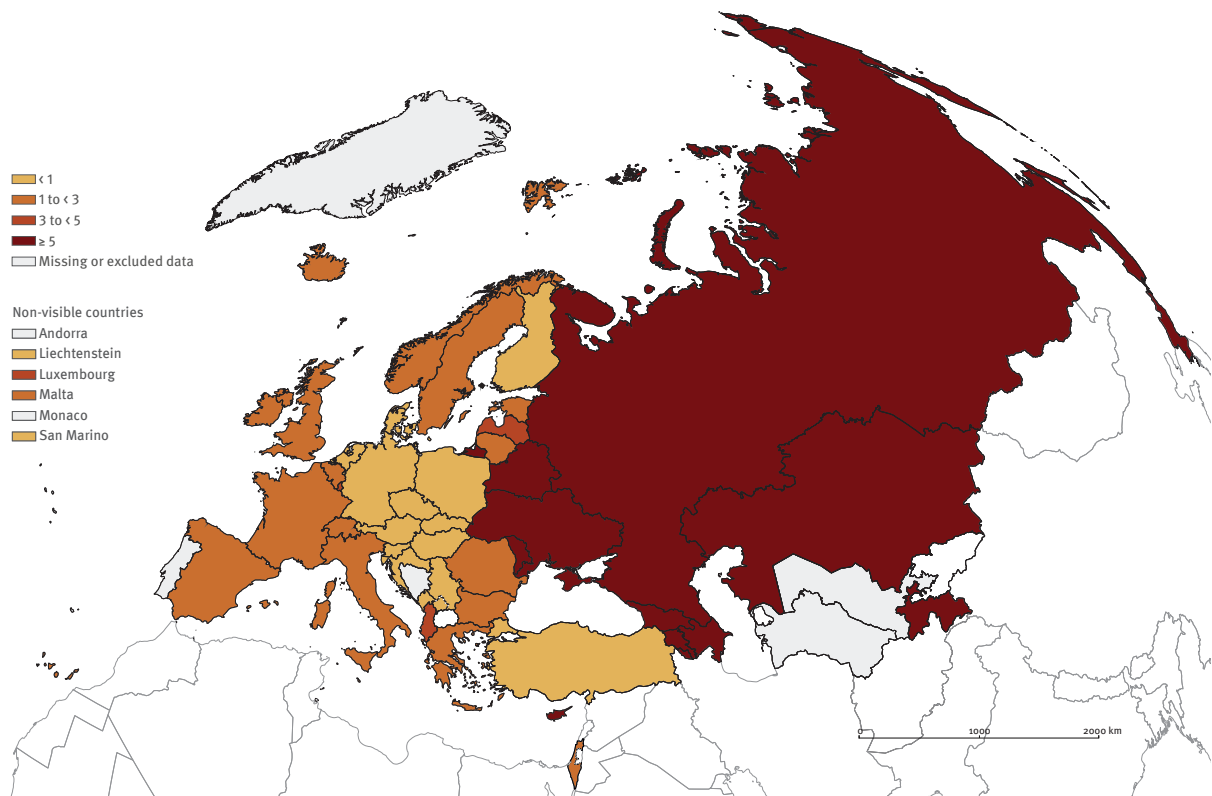 < 1
1 to < 3
3 to < 5
≥ 5
Missing or excluded data
Non-visible countries
Andorra
Liechtenstein
Luxembourg
Malta
Monaco
San Marino
0 1000 2000 km